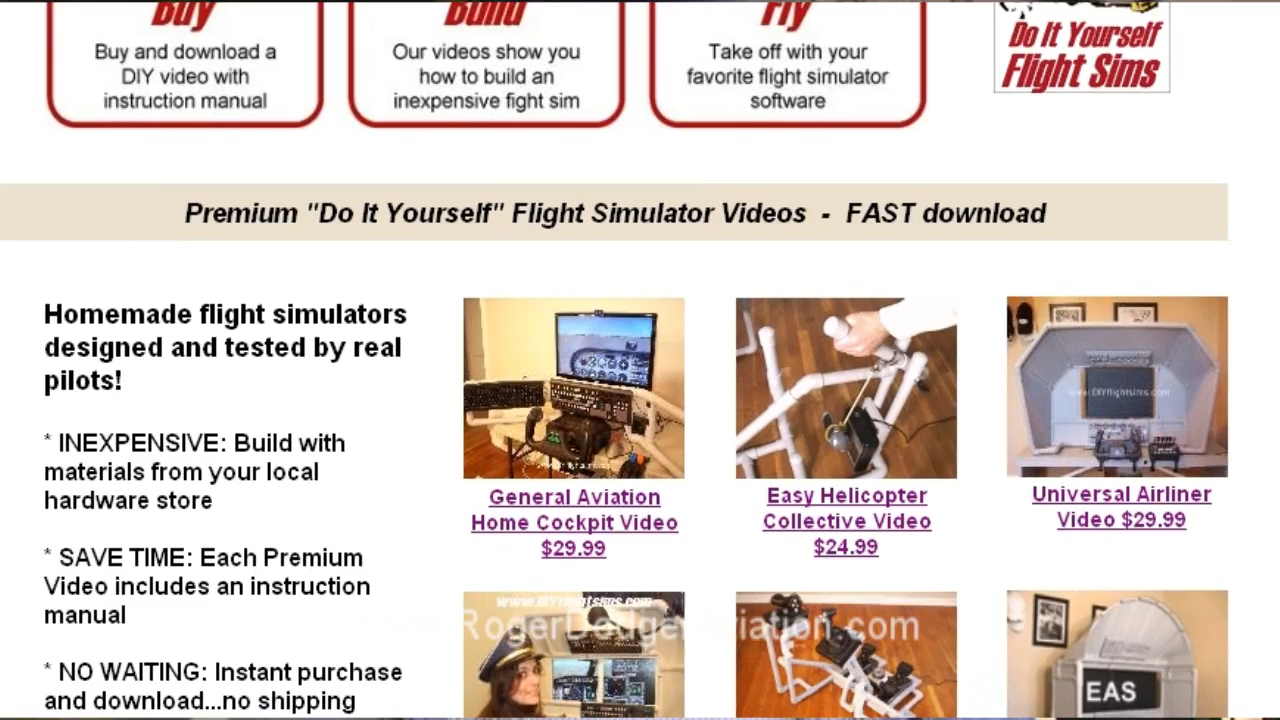 Buy
Buy and download a
DIY video with
instruction manual
Build
Our videos show you
how to build an
inexpensive fight sim
Fly
Take off with your
favorite flight simulator
software
Do It Yourself
Flight Sims
Premium "Do It Yourself" Flight Simulator Videos - FAST download
Homemade flight simulators
designed and tested by real
pilots!
* INEXPENSIVE: Build with
materials from your local
hardware store
* SAVE TIME: Each Premium
Video includes an instruction
manual
* NO WAITING: Instant purchase
and download...no shipping
General Aviation
Home Cockpit Video
$29.99
Easy Helicopter
Collective Video
$24.99
www.DIYflightsims.com
Universal Airliner
Video $29.99
www.DIYflightsims.com
EAS